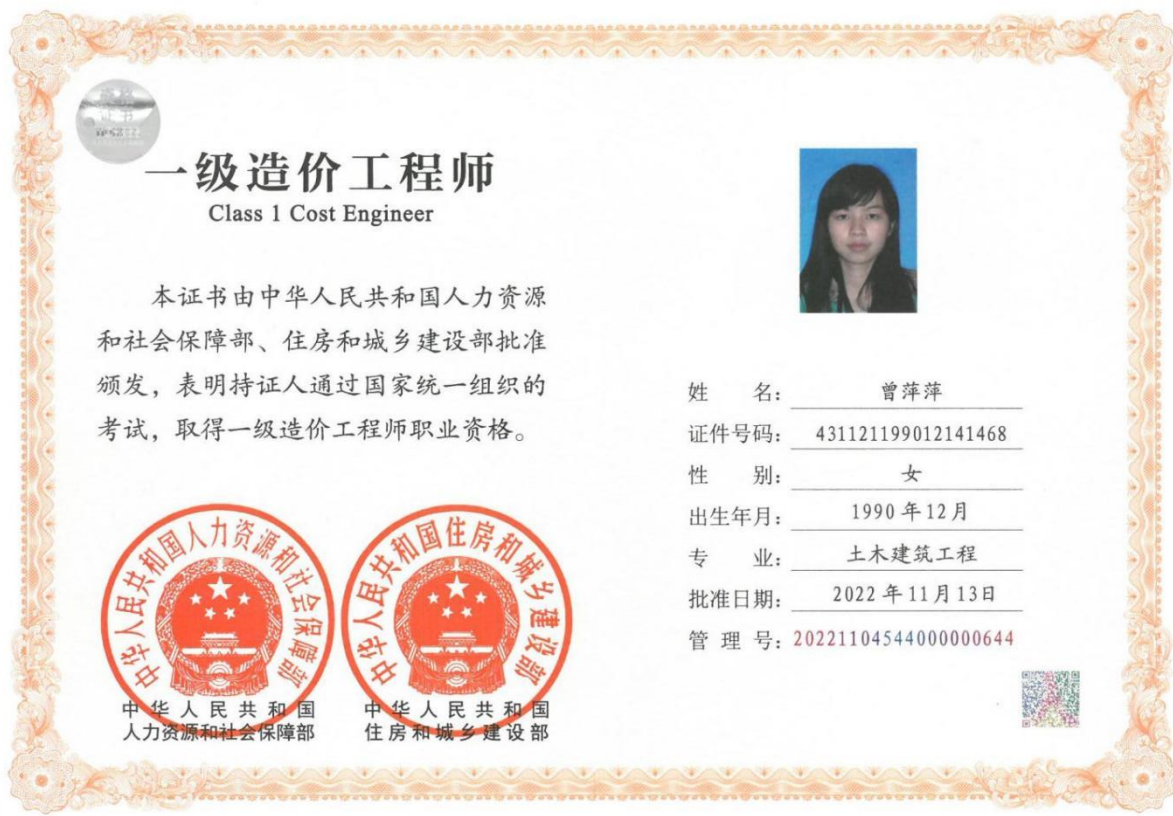 一级造价工程师
Class 1 Cost Engineer
本证书由中华人民共和国人力资源
和社会保障部、住房和城乡建设部批准
颁发，表明持证人通过国家统一组织的
考试，取得一级造价工程师职业资格。
中华人民共和国人力资源和社会保障部
中华人民共和国
人力资源和社会保障部
中华人民共和国住房和城乡建设部
中华人民共和国
住房和城乡建设部
姓 名： 曾萍萍
证件号码： 431121199012141468
性 别： 女
出生年月： 1990年12月
专 业： 土木建筑工程
批准日期： 2022年11月13日
管 理 号：20221104544000000644